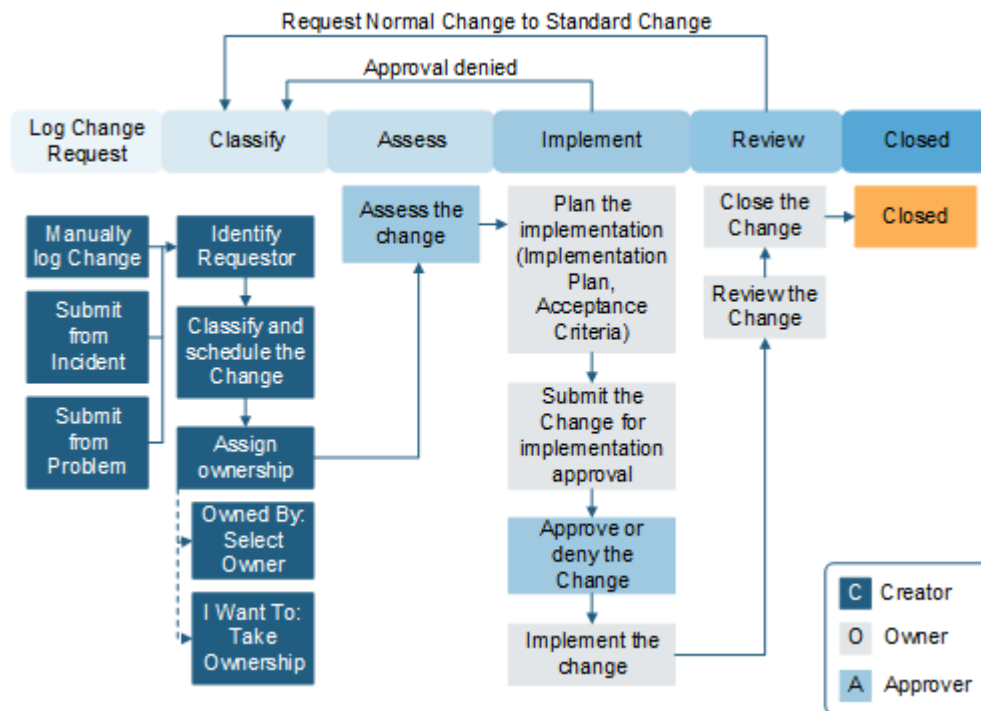 Request Normal Change to Standard Change
Approval denied
Log Change
Request
Classify
Assess
Implement
Review
Closed
Manually
log Change
Submit
from
Incident
Submit
from
Problem
Identify
Requestor
Classify and
schedule the
Change
Assign
ownership
Owned By:
Select
Owner
I Want To:
Take
Ownership
Assess the
change
Plan the
implementation
(Implementation
Plan,
Acceptance
Criteria)
Submit the
Change for
implementation
approval
Approve or
deny the
Change
Implement the
change
Close the
Change
Review the
Change
Closed
C Creator
O Owner
A Approver